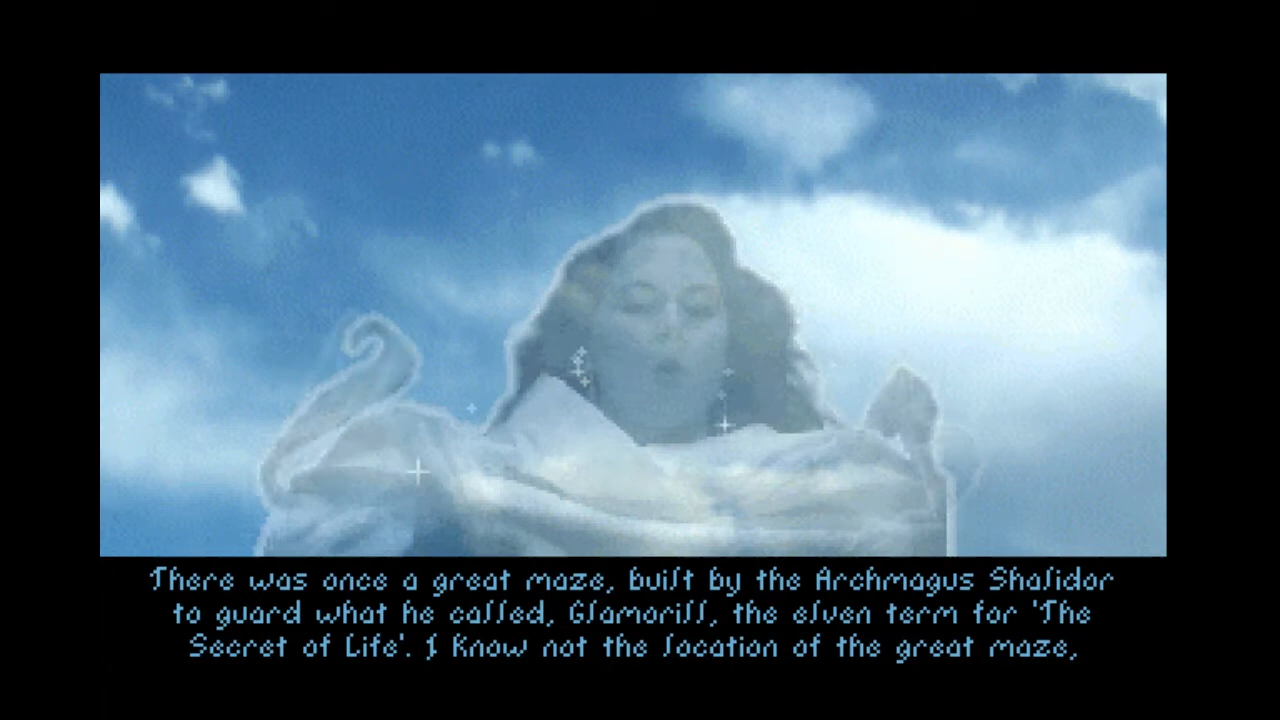 There was once a great maze, built by the Archmagus Shalidor
to guard what he called, Glamorill, the elven term for 'The
Secret of Life'. I know not the location of the great maze,